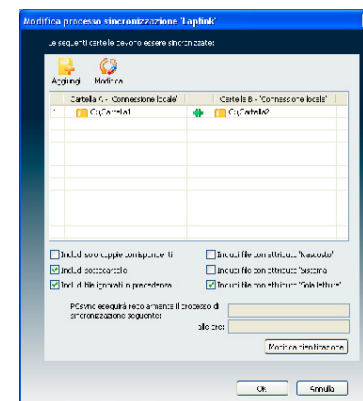 Modifica processo sincronizzazione 'Laplink'
Le seguenti cartelle devono essere sincronizzate:
Aggiungi Modifica
Cartella A - 'Connessione locale' Cartella B - 'Connessione locale'
1 C:\Cartella1 C:\Cartella2
Includi solo coppie corrispondenti Includi file con attributo 'Nascosto'
Includi sottocartelle Includi file con attributo 'Sistema'
Includi file ignorati in precedenza Includi file con attributo 'Sola lettura'
PCsync eseguirà regolarmente il processo di
sincronizzazione seguente:
alle ore:
Modifica pianificazione
OK Annulla